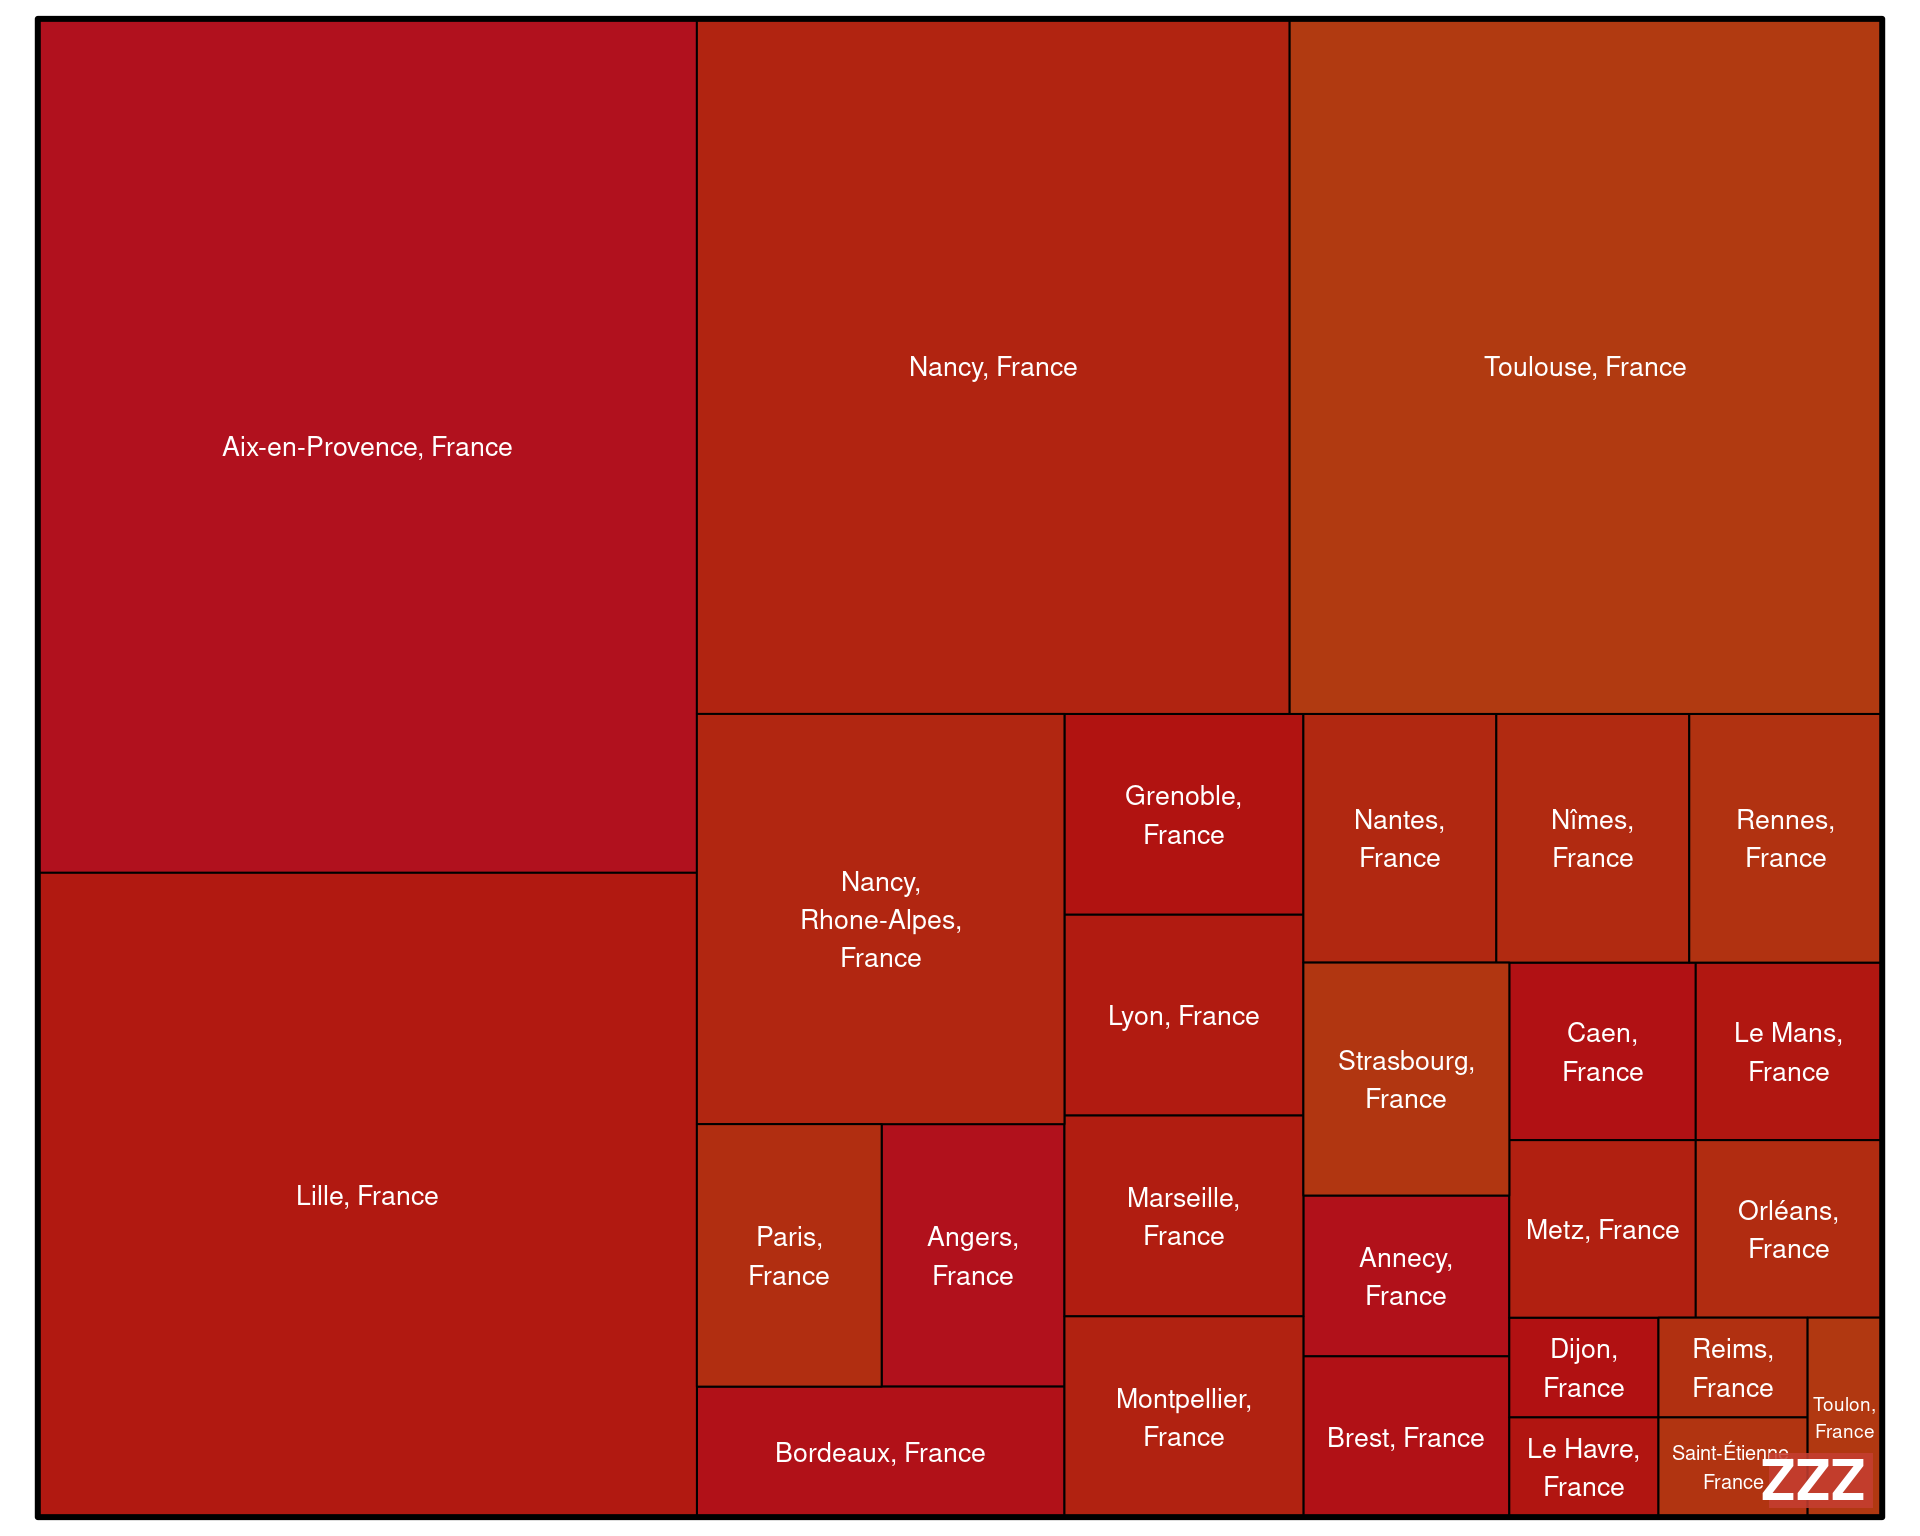 Aix-en-Provence, France
Lille, France
Nancy, France
Toulouse, France
Nancy,
Rhone-Alpes,
France
Paris,
France
Angers,
France
Bordeaux, France
Grenoble,
France
Lyon, France
Marseille,
France
Montpellier,
France
Nantes,
France
Nîmes,
France
Rennes,
France
Strasbourg,
France
Annecy,
France
Brest, France
Caen,
France
Le Mans,
France
Metz, France
Orléans,
France
Dijon,
France
Le Havre,
France
Reims,
France
Saint-Étienne
France
Toulon,
France
ZZZ